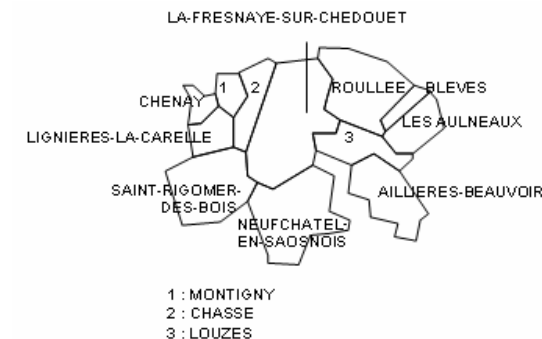 LA-FRESNAYE-SUR-CHEDOUET
1
2
ROULLEE
BLEVES
CHENAY
LES AULNEAUX
LIGNIERES-LA-CARELLE
3
SAINT-RIGOMER-
DES-BOIS
AILLIERES-BEAUVOIR
NEUFCHATEL-
EN-SAOSNOIS
1 : MONTIGNY
2 : CHASSE
3 : LOUZES